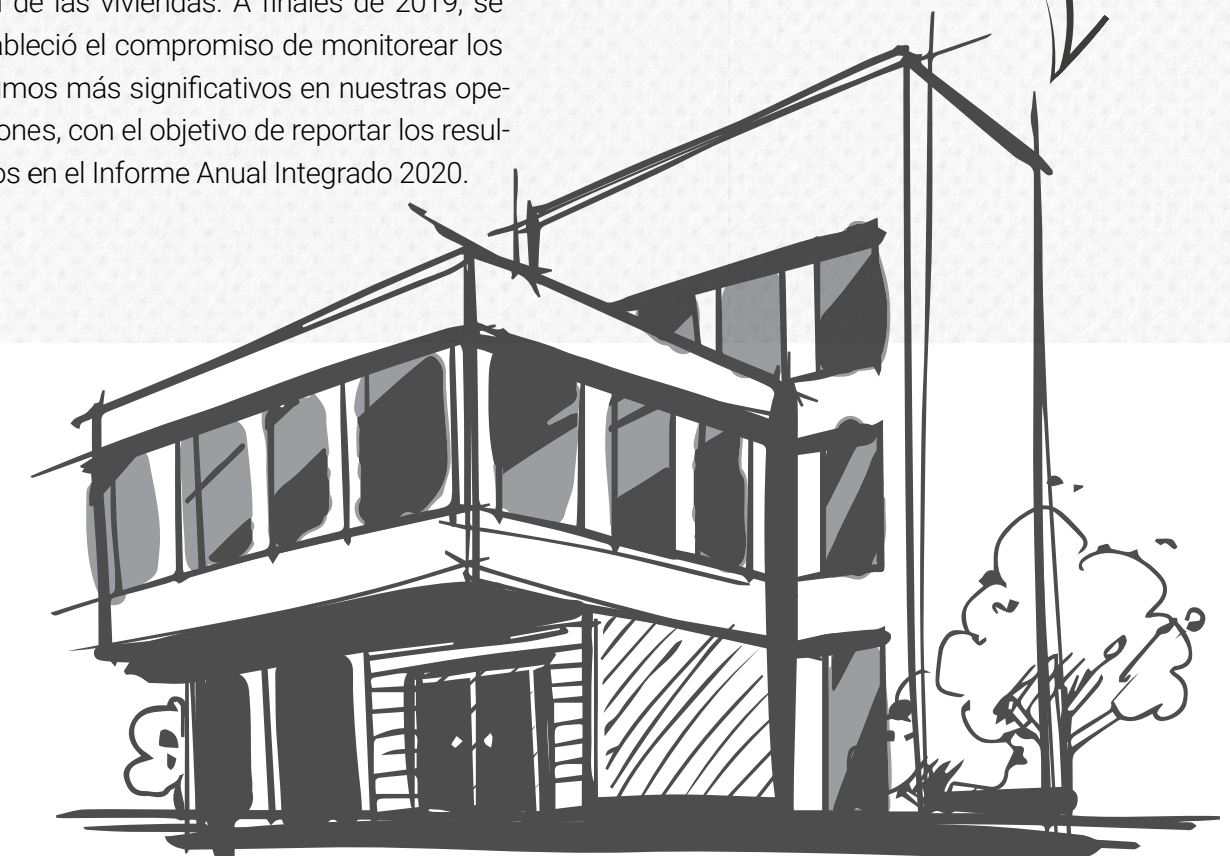 de las viviendas. A finales de 2019, se
ableció el compromiso de monitorear los
umos más significativos en nuestras ope-
ones, con el objetivo de reportar los resul-
os en el Informe Anual Integrado 2020.